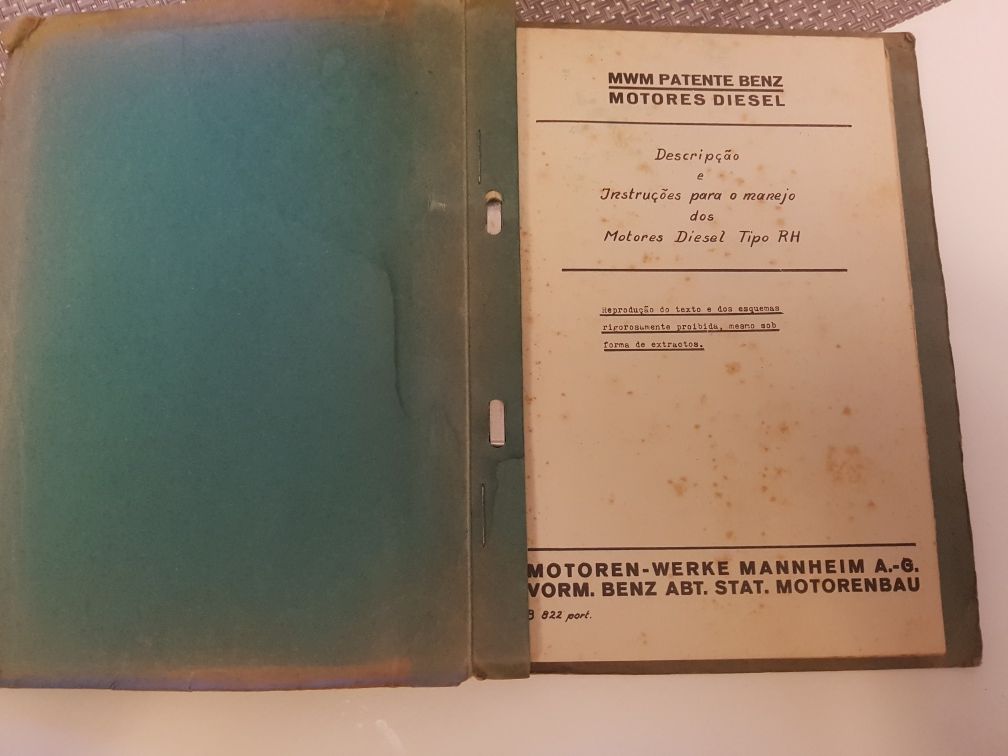 MWM PATENTE BENZ
MOTORES DIESEL
Descripção
e
Instruções para o manejo
dos
Motores Diesel Tipo RH
Reprodução do texto e dos esquemas
rigorosamente proibida, mesmo sob
forma de extractos.
MOTOREN-WERKE MANNHEIM A.-G.
VORM. BENZ ABT. STAT. MOTORENBAU
B 822 port.